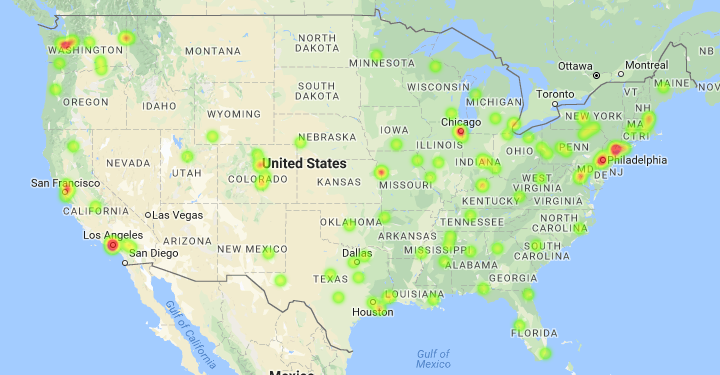 WASHINGTON
MONTANA
NORTH
DAKOTA
MINNESOTA
Ottawa
Montreal
NB
MAINE
NOV
OREGON
IDAHO
SOUTH
DAKOTA
WISCONSIN
MICHIGAN
Toronto
VT
NH
WYOMING
NEW YORK
MA
CT RI
Chicago
IOWA
ILLINOIS
NEBRASKA
INDIANA
OHIO
PENN
Philadelphia
NEVADA
UTAH
United States
COLORADO
KANSAS
MISSOURI
MD
DE
NJ
WEST
VIRGINIA
KENTUCKY
VIRGINIA
San Francisco
CALIFORNIA
Las Vegas
OKLAHOMA
TENNESSEE
NORTH
CAROLINA
Los Angeles
ARIZONA
NEW MEXICO
ARKANSAS
SOUTH
CAROLINA
San Diego
Dallas
MISSISSIPPI
ALABAMA
GEORGIA
TEXAS
LOUISIANA
Houston
FLORIDA
Gulf of California
Gulf of
Mexico
Mexico